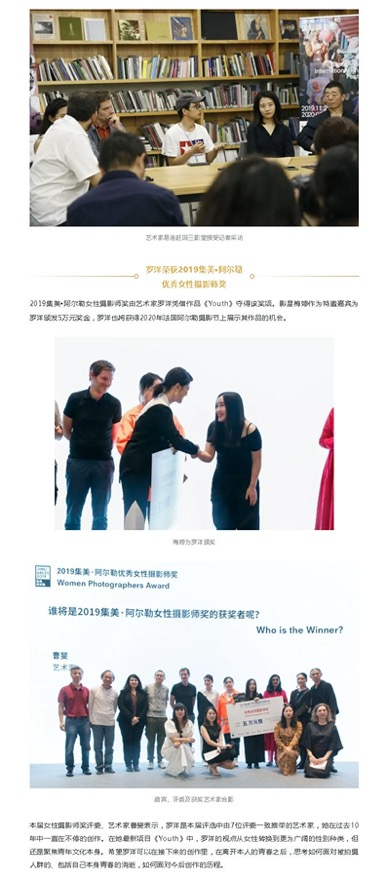 International
2019.11.2
2020.
艺术家易连赶回三影堂接受记者采访
罗洋荣获2019集美•阿尔勒
优秀女性摄影师奖
2019集美•阿尔勒女性摄影师奖由艺术家罗洋凭借作品《Youth》夺得该奖项。影星梅婷作为特邀嘉宾为
罗洋颁发5万元奖金，罗洋也将获得2020年法国阿尔勒摄影节上展示其作品的机会。
梅婷为罗洋颁奖
2019集美·阿尔勒优秀女性摄影师奖
Women Photographers Award
谁将是2019集美·阿尔勒女性摄影师奖的获奖者呢?
Who is the Winner?
曹斐
艺术家
五万元整
嘉宾、评委及获奖艺术家合影
本届女性摄影师奖评委、艺术家曹斐表示，罗洋是本届评选中由7位评委一致推举的艺术家，她在过去10
年中一直在不停的创作。在她最新项目《Youth》中，罗洋的视点从女性转换到更为广阔的性别种类，但
还是聚焦青年文化本身。希望罗洋可以在接下来的创作里，在离开本人的青春之后，思考如何面对被拍摄
人群的、包括自己本身青春的消逝，如何面对今后创作的历程。